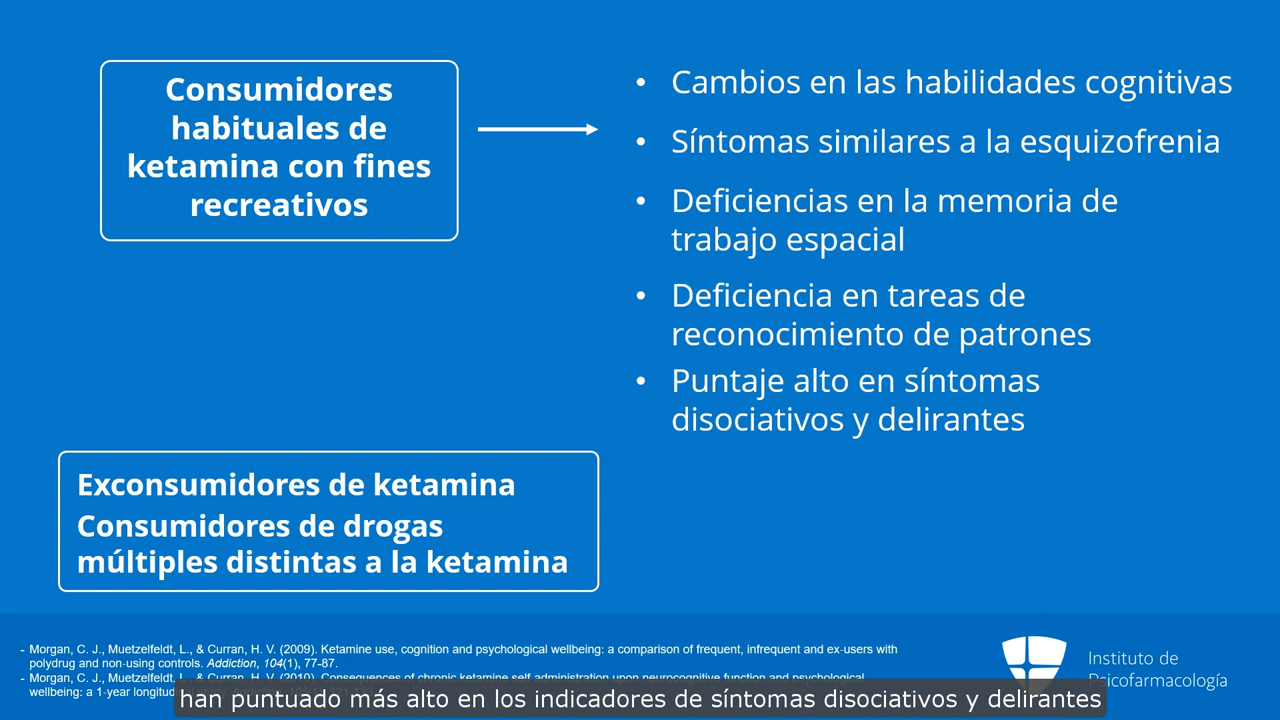 Consumidores
habituales de
ketamina con fines
recreativos
• Cambios en las habilidades cognitivas
• Síntomas similares a la esquizofrenia
• Deficiencias en la memoria de
trabajo espacial
• Deficiencia en tareas de
reconocimiento de patrones
• Puntaje alto en síntomas
disociativos y delirantes
Exconsumidores de ketamina
Consumidores de drogas
múltiples distintas a la ketamina
- Morgan, C. J., Muetzelfeldt, L., & Curran, H. V. (2009). Ketamine use, cognition and psychological wellbeing: a comparison of frequent, infrequent and ex-users with
polydrug and non-using controls. Addiction, 104(1), 77-87.
- Morgan, C. J., Muetzelfeldt, L., & Curran, H. V. (2010). Consequences of chronic ketamine self-administration upon neurocognitive function and psychological
wellbeing: a 1-year longitudinal study. Addiction, 105(1),
Instituto de
Psicofarmacología
han puntuado más alto en los indicadores de síntomas disociativos y delirantes